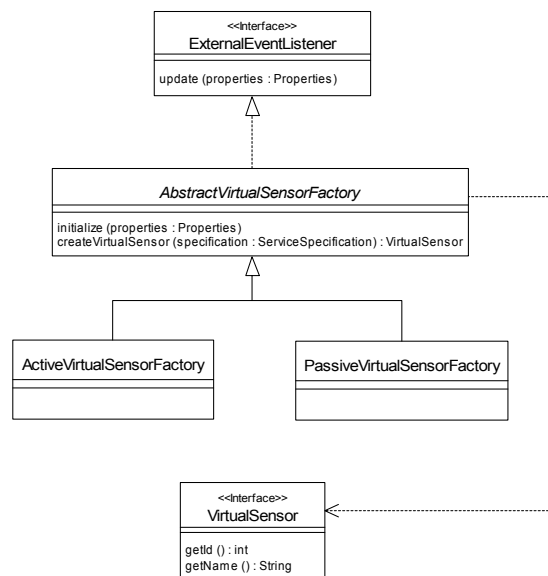 <<Interface>>
ExternalEventListener
update (properties : Properties)
AbstractVirtualSensorFactory
initialize (properties : Properties)
createVirtualSensor (specification : ServiceSpecification) : VirtualSensor
ActiveVirtualSensorFactory
PassiveVirtualSensorFactory
<<Interface>>
VirtualSensor
getId () : int
getName () : String